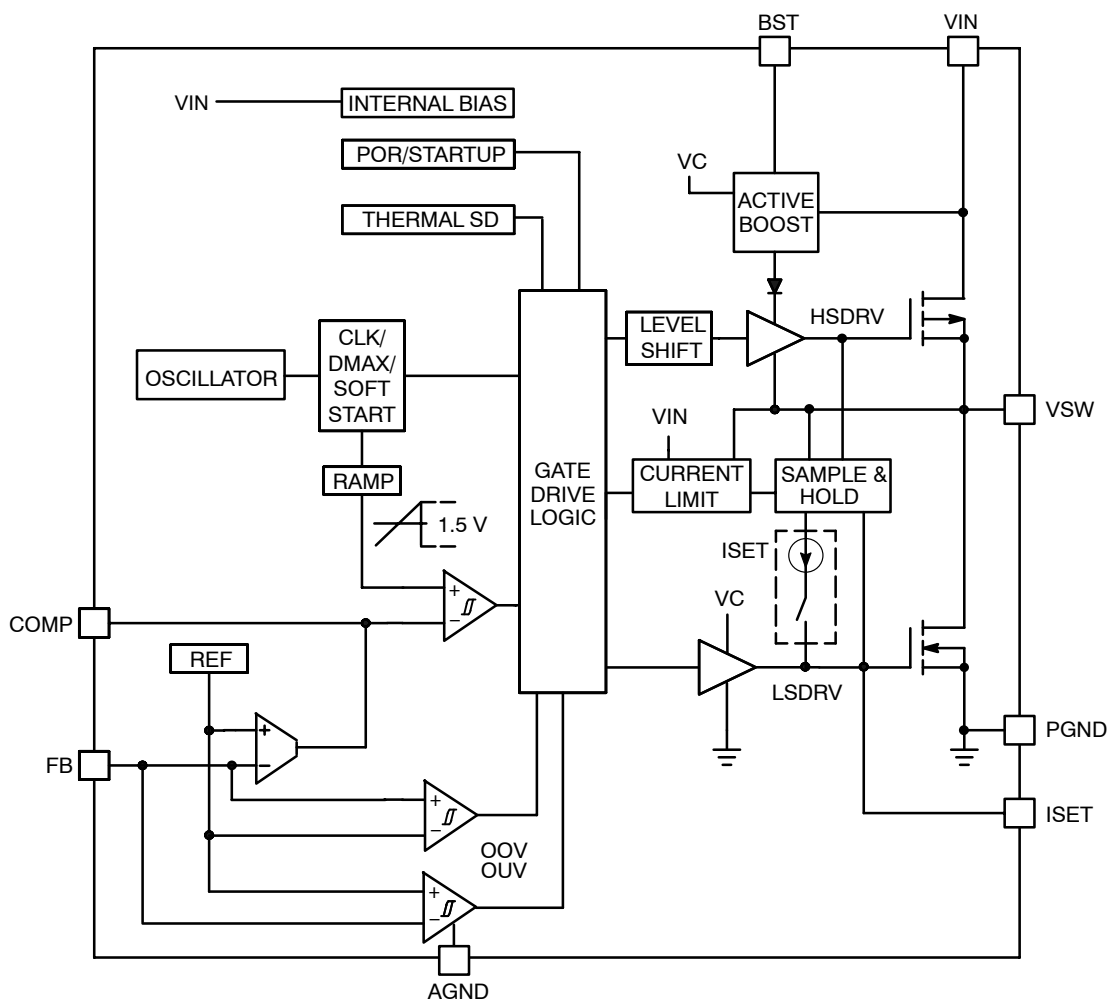 BST
VIN
VIN
INTERNAL BIAS
POR/STARTUP
VC
ACTIVE
BOOST
THERMAL SD
HSDRV
LEVEL
SHIFT
CLK/
DMAX/
SOFT
START
OSCILLATOR
VSW
VIN
GATE
DRIVE
LOGIC
CURRENT
LIMIT
SAMPLE &
HOLD
RAMP
1.5 V
ISET
+
−
VC
COMP
REF
LSDRV
+
−
PGND
FB
+
−
ISET
OOV
OUV
+
−
AGND